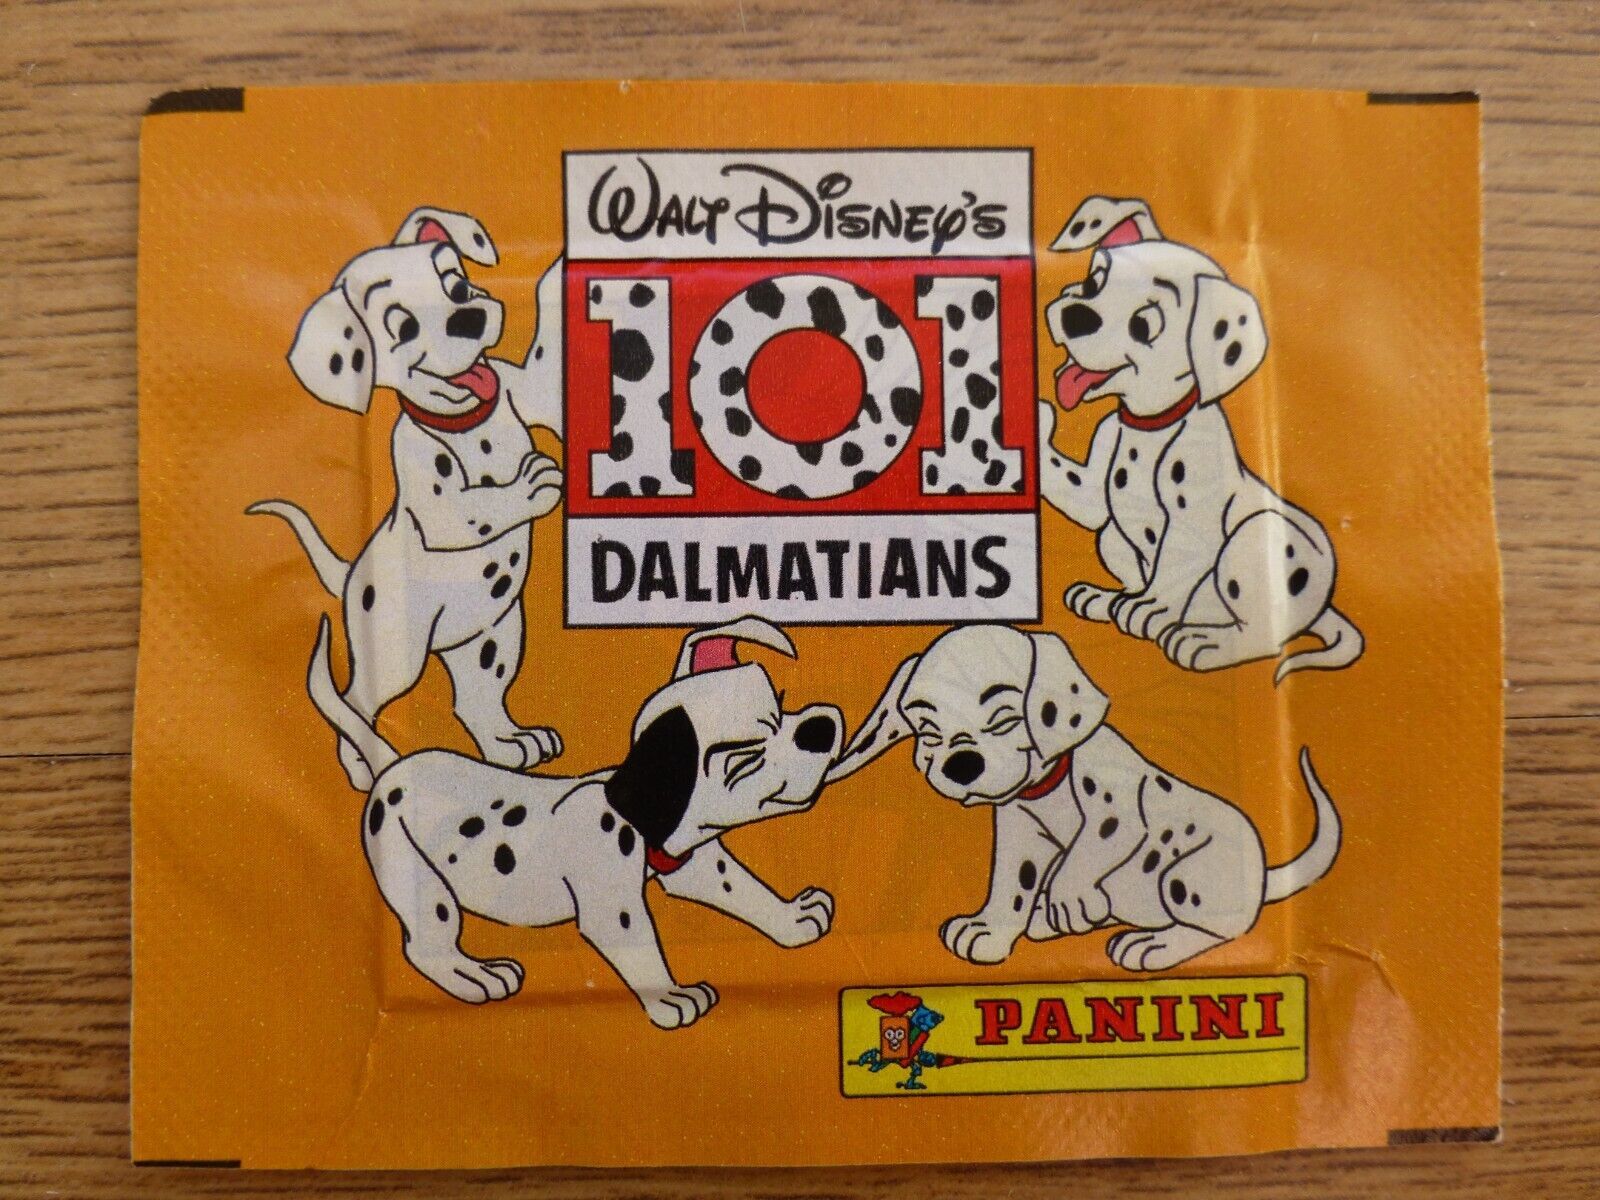 WALT DISNEY'S
101
DALMATIANS
PANINI